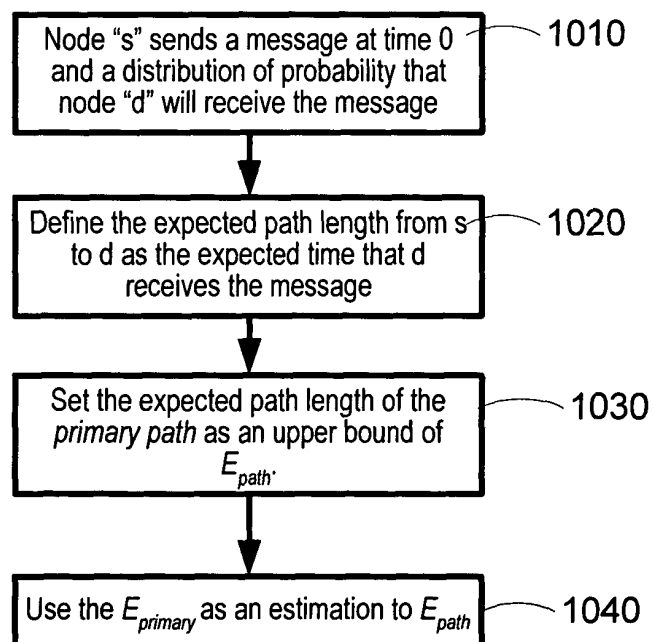 Node “s” sends a message at time 0
and a distribution of probability that
node “d” will receive the message
1010
Define the expected path length from s
to d as the expected time that d
receives the message
1020
Set the expected path length of the
primary path as an upper bound of
E_path.
1030
Use the E_primary as an estimation to E_path
1040